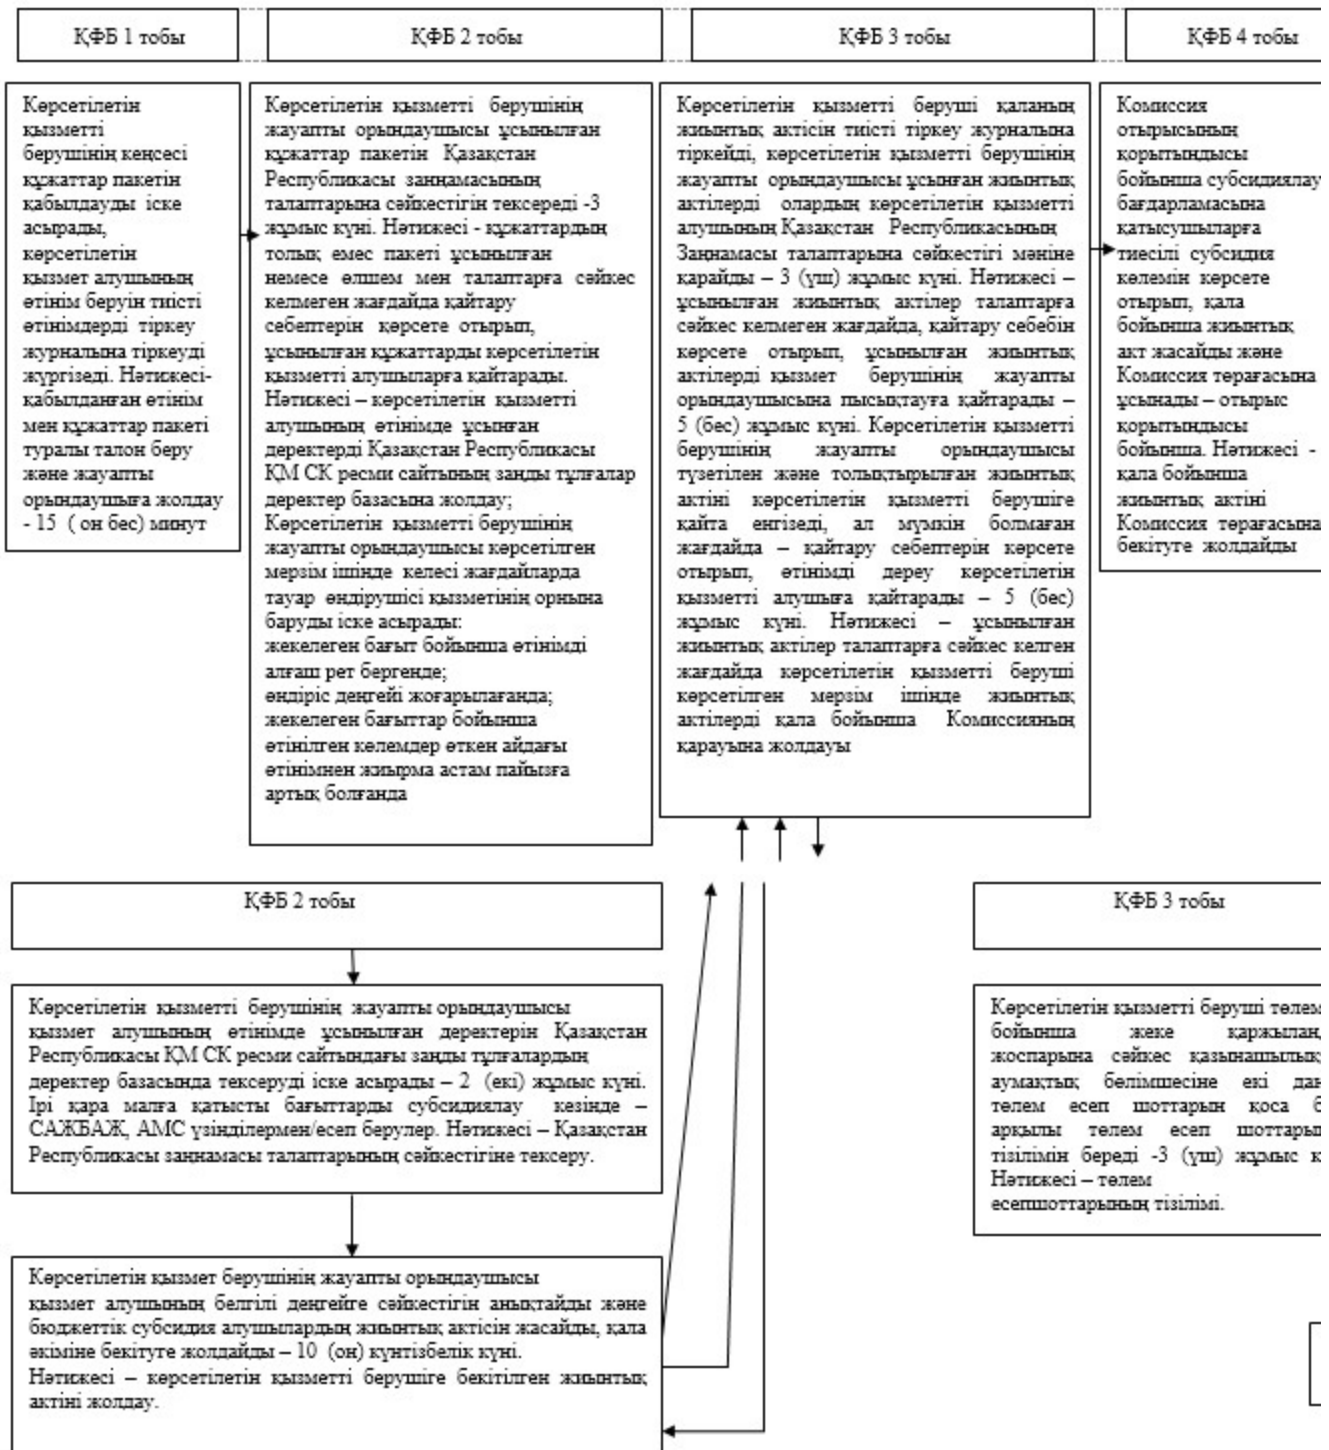 ҚФБ 1 тобы
ҚФБ 2 тобы
ҚФБ 3 тобы
ҚФБ 4 тобы
Көрсетілетін
қызметті
берушінің кеңсесі
құжаттар пакетін
қабылдауды іске
асырады,
көрсетілетін
қызмет алушының
өтінім беруін тиісті
өтінімдерді тіркеу
журналына тіркеуді
жүргізеді. Нәтижесі-
қабылданған өтінім
мен құжаттар пакеті
туралы талон беру
және жауапты
орындаушыға жолдау
- 15 ( он бес) минут
Көрсетілетін қызметті берушінің
жауапты орындаушысы ұсынылған
құжаттар пакетін Қазақстан
Республикасы заңнамасының
талаптарына сәйкестігін тексереді -3
жұмыс күні. Нәтижесі - құжаттардың
толық емес пакеті ұсынылған
немесе өлшем мен талаптарға сәйкес
келмеген жағдайда қайтару
себептерін көрсете отырып,
ұсынылған құжаттарды көрсетілетін
қызметті алушыларға қайтарады.
Нәтижесі – көрсетілетін қызметті
алушының өтінімде ұсынған
деректерді Қазақстан Республикасы
ҚМ СК ресми сайтының заңды тұлғалар
деректер базасына жолдау;
Көрсетілетін қызметті берушінің
жауапты орындаушысы көрсетілген
мерзім ішінде келесі жағдайларда
тауар өндірушісі қызметінің орнына
баруды іске асырады:
жекелеген бағыт бойынша өтінімді
алғаш рет бергенде;
өндіріс деңгейі жоғарылағанда;
жекелеген бағыттар бойынша
өтінілген көлемдер өткен айдағы
өтінімнен жиырма астам пайызға
артық болғанда
Көрсетілетін қызметті беруші қаланың
жиынтық актісін тиісті тіркеу журналына
тіркейді, көрсетілетін қызметті берушінің
жауапты орындаушысы ұсынған жиынтық
актілерді олардың көрсетілетін қызметті
алушының Қазақстан Республикасының
Заңнамасы талаптарына сәйкестігі мәніне
қарайды – 3 (үш) жұмыс күні. Нәтижесі –
ұсынылған жиынтық актілер талаптарға
сәйкес келмеген жағдайда, қайтару себебін
көрсете отырып, ұсынылған жиынтық
актілерді қызмет берушінің жауапты
орындаушысына пысықтауға қайтарады –
5 (бес) жұмыс күні. Көрсетілетін қызметті
берушінің жауапты орындаушысы
түзетілен және толықтырылған жиынтық
актіні көрсетілетін қызметті берушіге
қайта енгізеді, ал мүмкін болмаған
жағдайда – қайтару себептерін көрсете
отырып, өтінімді дереу көрсетілетін
қызметті алушыға қайтарады – 5 (бес)
жұмыс күні. Нәтижесі – ұсынылған
жиынтық актілер талаптарға сәйкес келген
жағдайда көрсетілетін қызметті беруші
көрсетілген мерзім ішінде жиынтық
актілерді қала бойынша Комиссияның
қарауына жолдауы
Комиссия
отырысының
қорытындысы
бойынша субсидиялау
бағдарламасына
қатысушыларға
тиесілі субсидия
көлемін көрсете
отырып, қала
бойынша жиынтық
акт жасайды және
Комиссия төрағасына
ұсынады – отырыс
қорытындысы
бойынша. Нәтижесі -
қала бойынша
жиынтық актіні
Комиссия төрағасына
бекітуге жолдайды
ҚФБ 2 тобы
Көрсетілетін қызметті берушінің жауапты орындаушысы
қызмет алушының өтінімде ұсынылған деректерін Қазақстан
Республикасы ҚМ СК ресми сайтындағы заңды тұлғалардың
деректер базасында тексеруді іске асырады – 2 (екі) жұмыс күні.
Ірі қара малға қатысты бағыттарды субсидиялау кезінде –
САЖБАЖ, АМС үзінділермен/есеп берулер. Нәтижесі – Қазақстан
Республикасы заңнамасы талаптарының сәйкестігіне тексеру.
Көрсетілетін қызмет берушінің жауапты орындаушысы
қызмет алушының белгілі деңгейге сәйкестігін анықтайды және
бюджеттік субсидия алушылардың жиынтық актісін жасайды, қала
әкіміне бекітуге жолдайды – 10 (он) күнтізбелік күні.
Нәтижесі – көрсетілетін қызметті берушіге бекітілген жиынтық
актіні жолдау.
ҚФБ 3 тобы
Көрсетілетін қызметті беруші төлем
бойынша жеке қаржылан
жоспарына сәйкес қазынашылық
аумақтық бөлімшесіне екі дан
төлем есеп шоттарын қоса б
арқылы төлем есеп шоттары
тізілімін береді -3 (үш) жұмыс к
Нәтижесі – төлем
есепшоттарының тізілімі.